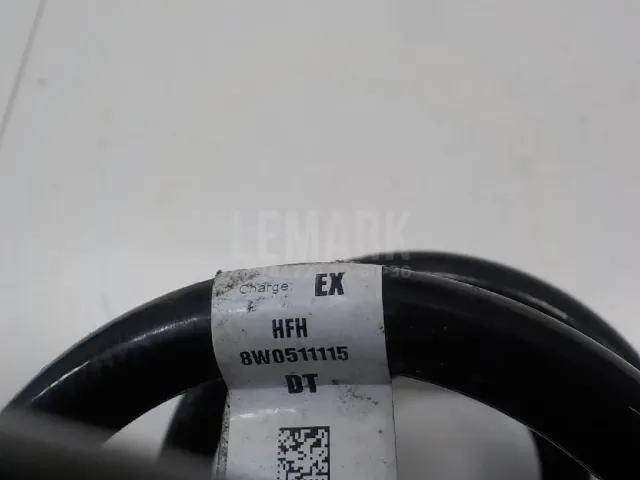 LEMARK
Charge EX
HFH
8W0511115
DT